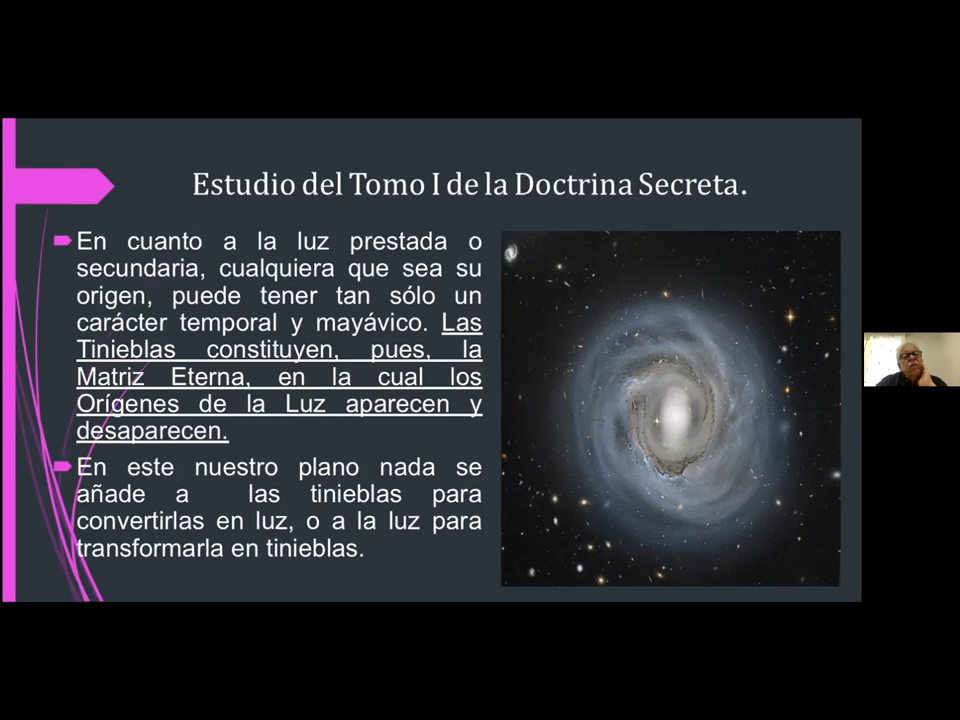 Estudio del Tomo I de la Doctrina Secreta.
En cuanto a la luz prestada o
secundaria, cualquiera que sea su
origen, puede tener tan sólo un
carácter temporal y mayávico. Las
Tinieblas constituyen, pues, la
Matriz Eterna, en la cual los
Orígenes de la Luz aparecen y
desaparecen.
En este nuestro plano nada se
añade a las tinieblas para
convertirlas en luz, o a la luz para
transformarla en tinieblas.